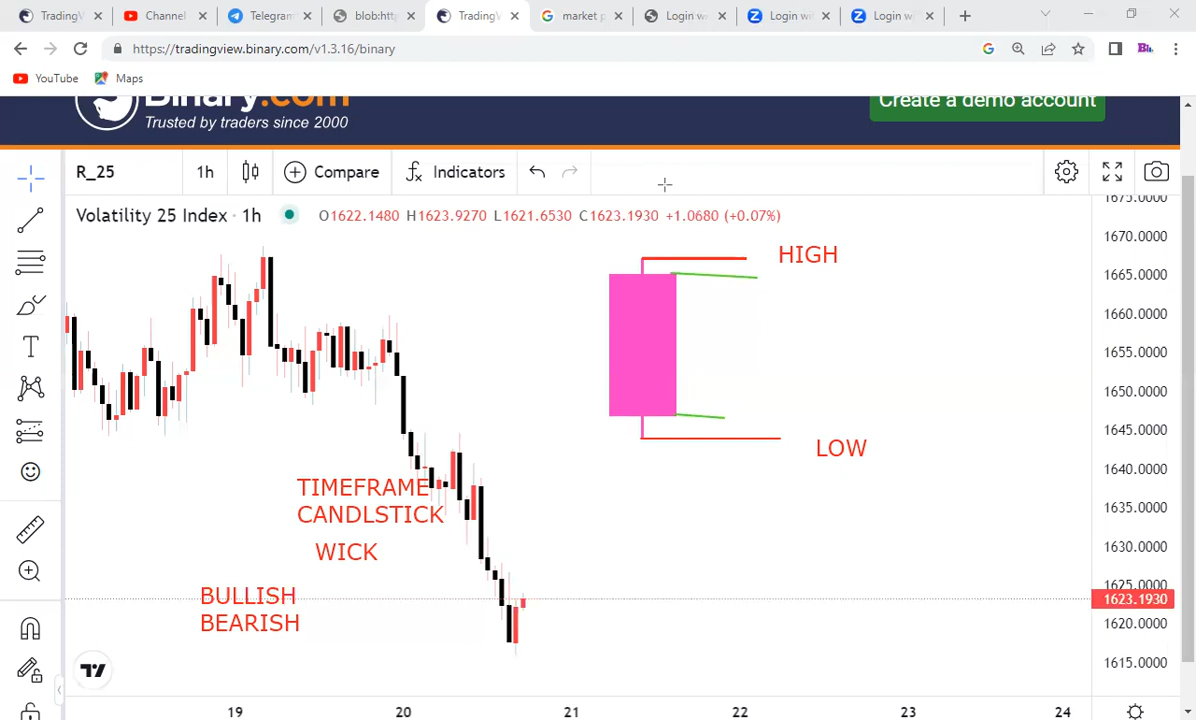 TradingV
Channel
Telegram
blob:http
TradingV
market p
Login w
Login wi
Login wi
https://tradingview.binary.com/v1.3.16/binary
YouTube
Maps
Binary.com
Trusted by traders since 2000
Create a demo account
R_25
1h
Compare
Indicators
Volatility 25 Index · 1h
O1622.1480 H1623.9270 L1621.6530 C1623.1930 +1.0680 (+0.07%)
1675.0000
1670.0000
1665.0000
1660.0000
1655.0000
1650.0000
1645.0000
1640.0000
1635.0000
1630.0000
1625.0000
1623.1930
1620.0000
1615.0000
HIGH
LOW
TIMEFRAME
CANDLSTICK
WICK
BULLISH
BEARISH
19 20 21 22 23 24